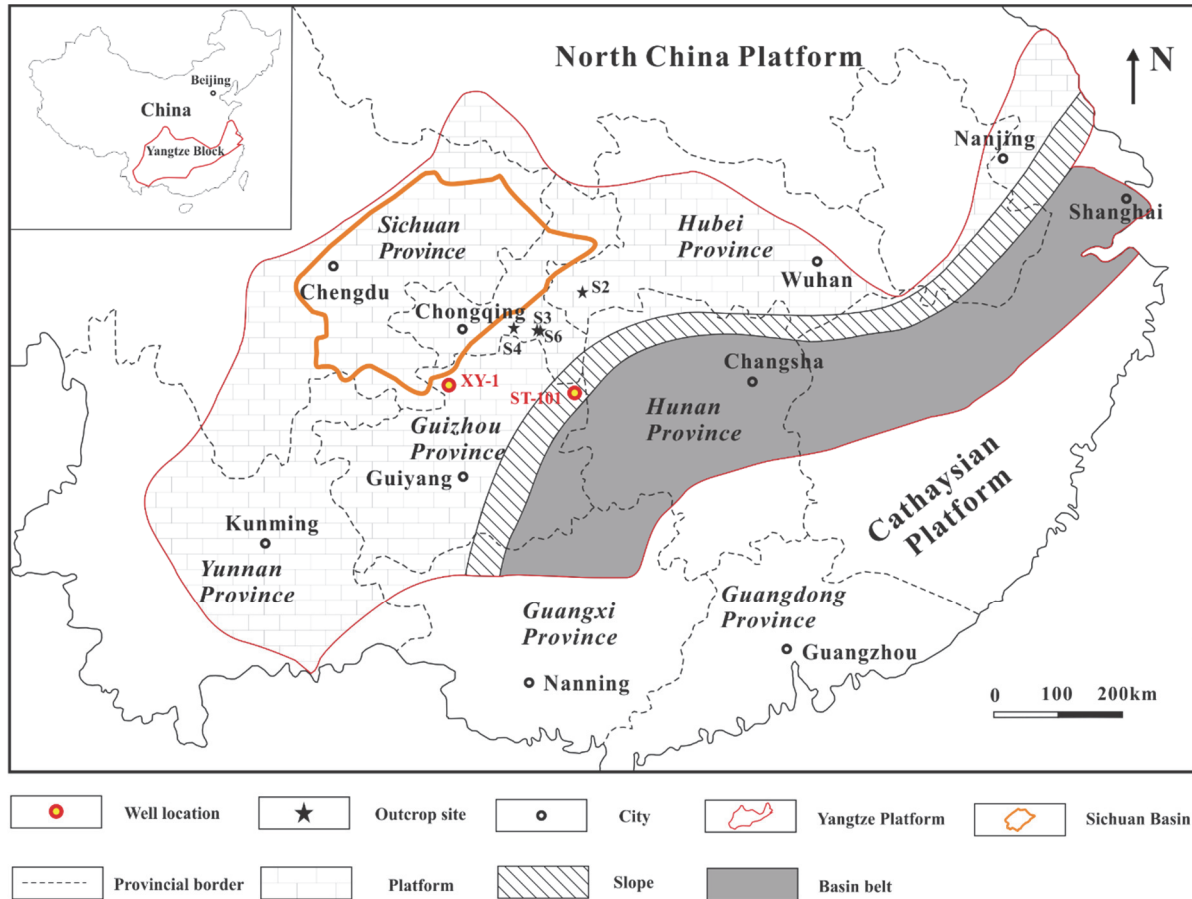 North China Platform
N
Beijing
China
Yangtze Block
Nanjing
Shanghai
Sichuan
Province
Hubei
Province
Chengdu
Wuhan
S2
Chongqing
S3
S6
S4
Changsha
XY-1
ST-101
Hunan
Province
Guizhou
Province
Guiyang
Cathaysian
Platform
Kunming
Yunnan
Province
Guangxi
Province
Guangdong
Province
Guangzhou
Nanning
0 100 200km
Well location
Outcrop site
City
Yangtze Platform
Sichuan Basin
Provincial border
Platform
Slope
Basin belt